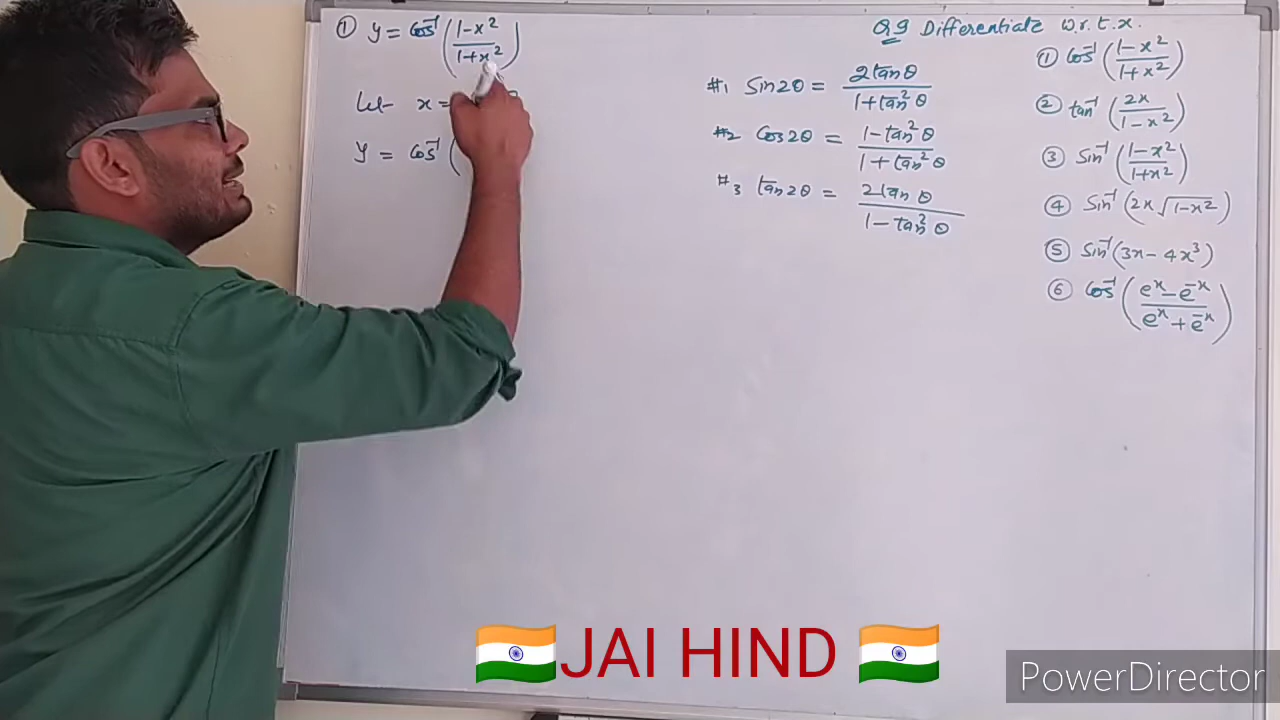 ① y = cos⁻¹ (1-x² / 1+x²)
Let x =
y = cos⁻¹ (
#1 Sin2θ = 2tanθ / 1+tan²θ
#2 Cos2θ = 1-tan²θ / 1+tan²θ
#3 tan2θ = 2tanθ / 1-tan²θ
Q.9 Differentiate w.r.t.x.
① cos⁻¹ (1-x² / 1+x²)
② tan⁻¹ (2x / 1-x²)
③ Sin⁻¹ (1-x² / 1+x²)
④ Sin⁻¹ (2x √1-x²)
⑤ Sin⁻¹ (3x-4x³)
⑥ cos⁻¹ (eˣ-e⁻ˣ / eˣ+e⁻ˣ)
🇮🇳JAI HIND 🇮🇳
PowerDirector